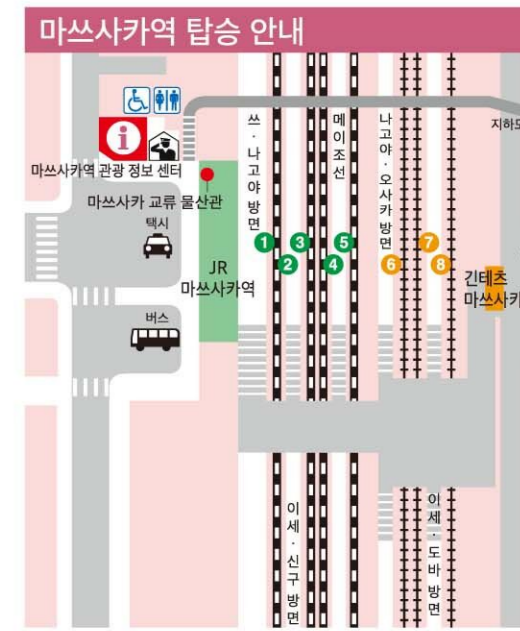 마쓰사카역 탑승 안내
i
마쓰사카역 관광 정보 센터
마쓰사카 교류 물산관
택시
버스
JR
마쓰사카역
쓰·나고야 방면
메이조선
나고야·오사카 방면
지하도
1
2
3
4
5
6
7
8
긴테츠
마쓰사카
이세·신구 방면
이세·도바 방면